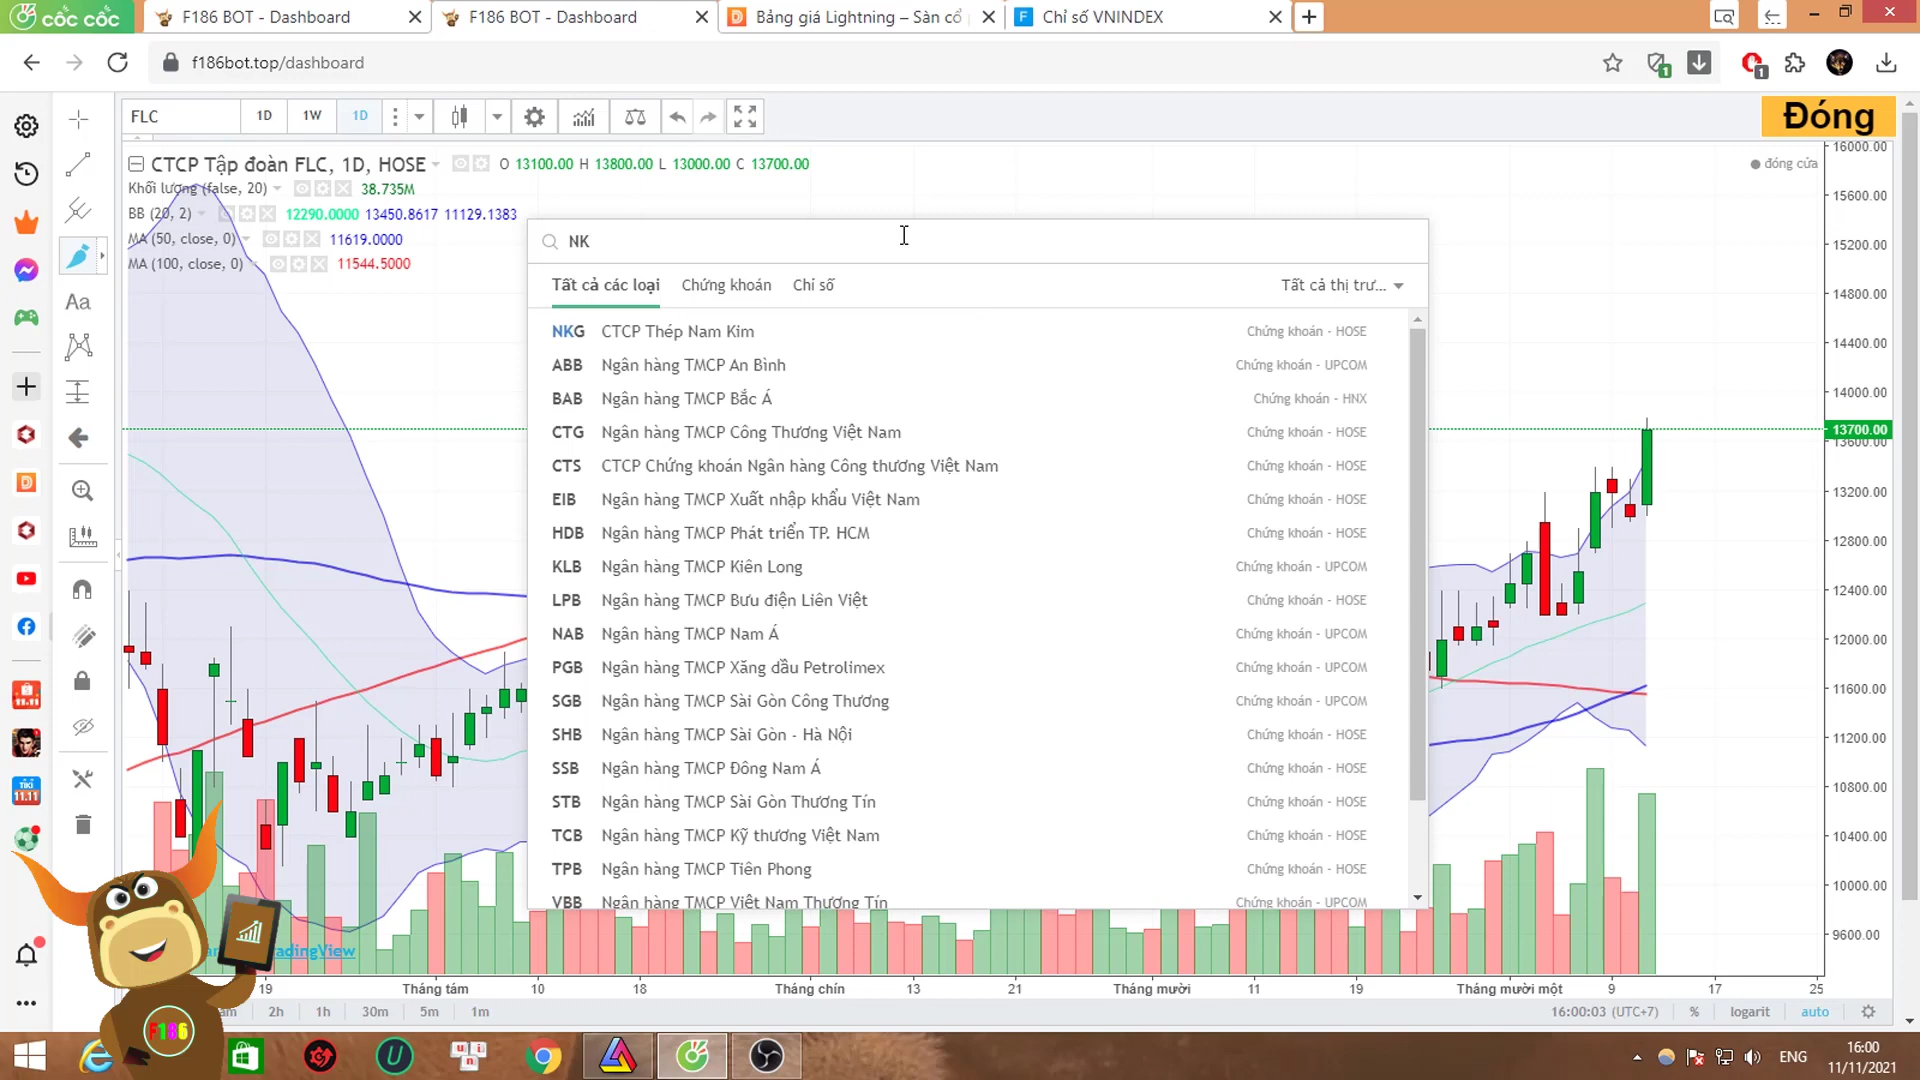 cốc cốc
F186 BOT - Dashboard
F186 BOT - Dashboard
Bảng giá Lightning – Sàn cổ
Chỉ số VNINDEX
f186bot.top/dashboard
1
1
FLC
1D
1W
1D
Đóng
CTCP Tập đoàn FLC, 1D, HOSE
O 13100.00 H 13800.00 L 13000.00 C 13700.00
đóng cửa
Khối lượng (false, 20)
38.735M
BB (20, 2)
12290.0000 13450.8617 11129.1383
MA (50, close, 0)
11619.0000
MA (100, close, 0)
11544.5000
Aa
NK
Tất cả các loại
Chứng khoán
Chỉ số
Tất cả thị trư...
NKG CTCP Thép Nam Kim Chứng khoán - HOSE
ABB Ngân hàng TMCP An Bình Chứng khoán - UPCOM
BAB Ngân hàng TMCP Bắc Á Chứng khoán - HNX
CTG Ngân hàng TMCP Công Thương Việt Nam Chứng khoán - HOSE
CTS CTCP Chứng khoán Ngân hàng Công thương Việt Nam Chứng khoán - HOSE
EIB Ngân hàng TMCP Xuất nhập khẩu Việt Nam Chứng khoán - HOSE
HDB Ngân hàng TMCP Phát triển TP. HCM Chứng khoán - HOSE
KLB Ngân hàng TMCP Kiên Long Chứng khoán - UPCOM
LPB Ngân hàng TMCP Bưu điện Liên Việt Chứng khoán - HOSE
NAB Ngân hàng TMCP Nam Á Chứng khoán - UPCOM
PGB Ngân hàng TMCP Xăng dầu Petrolimex Chứng khoán - UPCOM
SGB Ngân hàng TMCP Sài Gòn Công Thương Chứng khoán - UPCOM
SHB Ngân hàng TMCP Sài Gòn - Hà Nội Chứng khoán - HOSE
SSB Ngân hàng TMCP Đông Nam Á Chứng khoán - HOSE
STB Ngân hàng TMCP Sài Gòn Thương Tín Chứng khoán - HOSE
TCB Ngân hàng TMCP Kỹ thương Việt Nam Chứng khoán - HOSE
TPB Ngân hàng TMCP Tiên Phong Chứng khoán - HOSE
VBB Ngân hàng TMCP Việt Nam Thương Tín Chứng khoán - UPCOM
16000.00
15600.00
15200.00
14800.00
14400.00
14000.00
13700.00
13600.00
13200.00
12800.00
12400.00
12000.00
11600.00
11200.00
10800.00
10400.00
10000.00
9600.00
11.11
TIKI
11.11
adingView
19
Tháng tám
10
18
Tháng chín
13
21
Tháng mười
11
19
Tháng mười một
9
17
25
2h
1h
30m
5m
1m
16:00:03 (UTC+7)
%
logarit
auto
F186
u i
n
ENG
16:00
11/11/2021